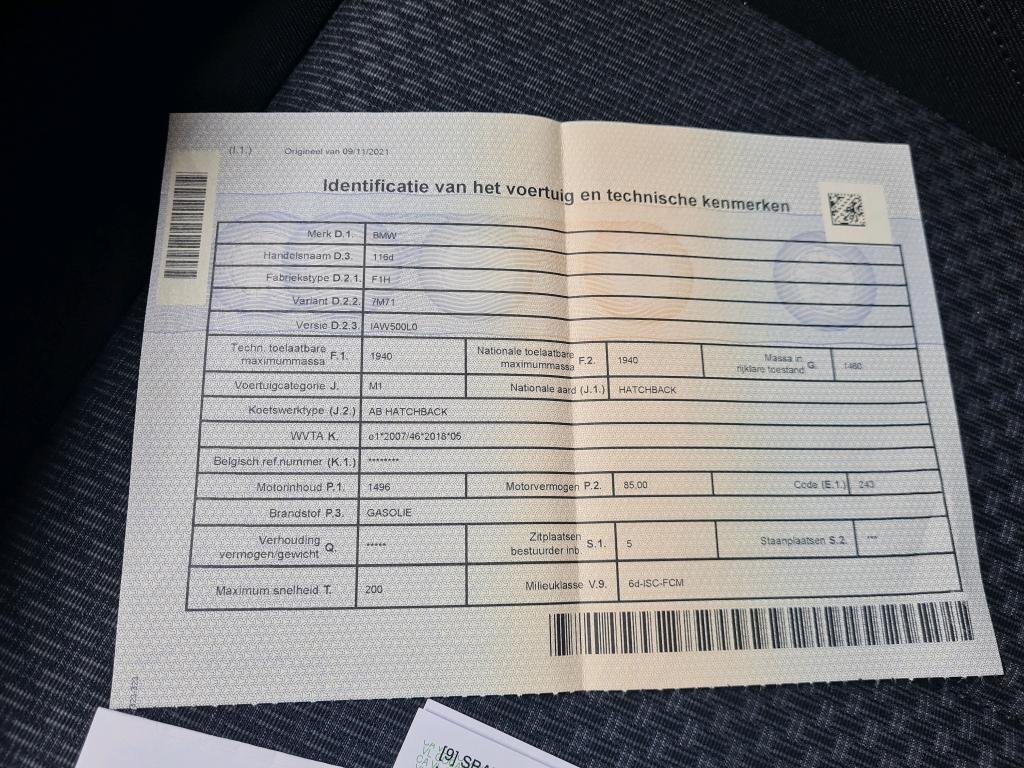 (I.1.) Origineel van 09/11/2021
Identificatie van het voertuig en technische kenmerken
Merk D.1. BMW
Handelsnaam D.3. 116d
Fabriekstype D.2.1. F1H
Variant D.2.2. 7M71
Versie D.2.3. IAW500L0
Techn. toelaatbare maximummassa F.1. 1940 Nationale toelaatbare maximummassa F.2. 1940 Massa in rijklare toestand G. 1460
Voertuigcategorie J. M1 Nationale aard (J.1.) HATCHBACK
Koetswerktype (J.2.) AB HATCHBACK
WVTA K. e1*2007/46*2018*05
Belgisch ref.nummer (K.1.) ********
Motorinhoud P.1. 1496 Motorvermogen P.2. 85.00 Code (E.1.) 243
Brandstof P.3. GASOLIE
Verhouding vermogen/gewicht Q. ***** Zitplaatsen bestuurder inb. S.1. 5 Staanplaatsen S.2. ***
Maximum snelheid T. 200 Milieuklasse V.9. 6d-ISC-FCM
[9]